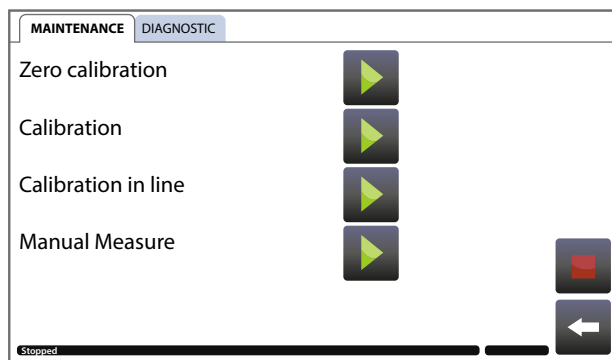 MAINTENANCE DIAGNOSTIC
Zero calibration
Calibration
Calibration in line
Manual Measure
Stopped